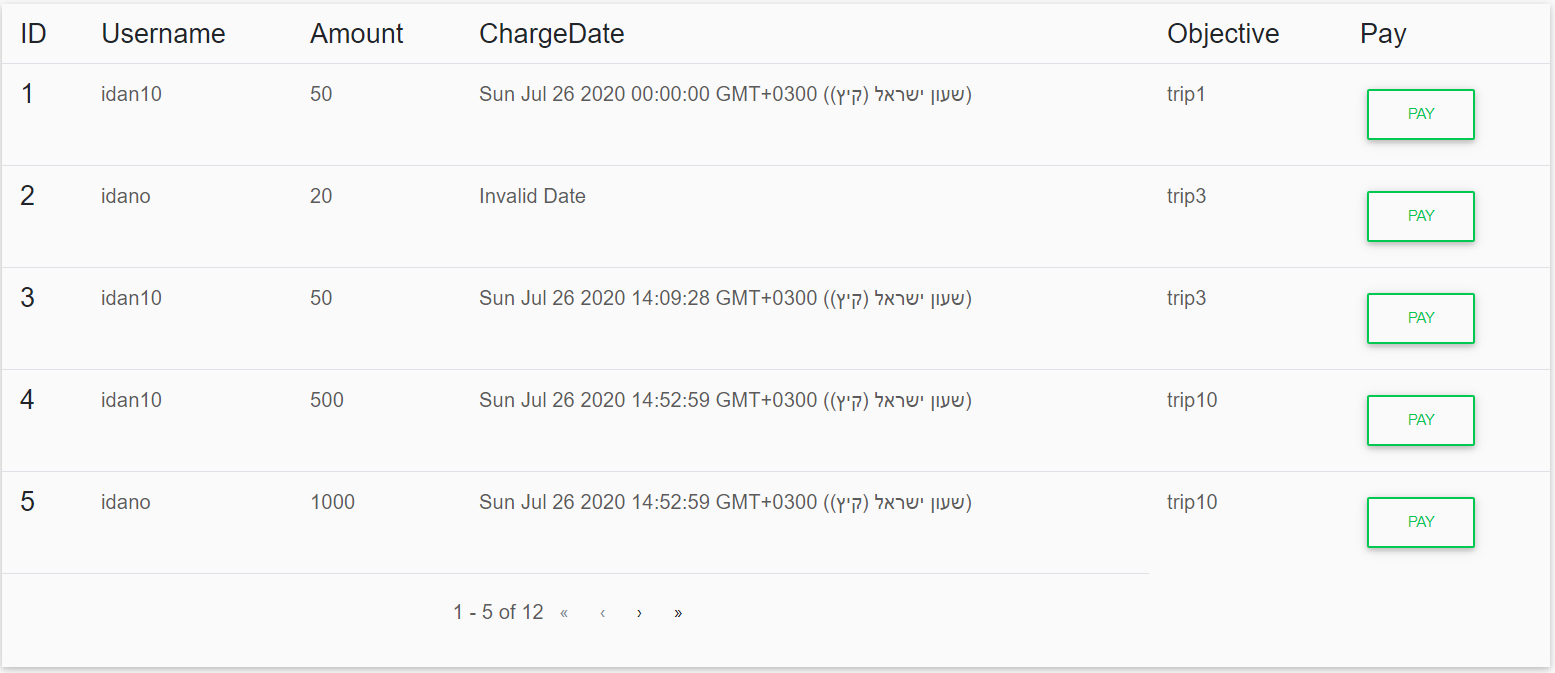 ID Username Amount ChargeDate Objective Pay
1 idan10 50 Sun Jul 26 2020 00:00:00 GMT+0300 (שעון ישראל (קיץ)) trip1 PAY
2 idano 20 Invalid Date trip3 PAY
3 idan10 50 Sun Jul 26 2020 14:09:28 GMT+0300 (שעון ישראל (קיץ)) trip3 PAY
4 idan10 500 Sun Jul 26 2020 14:52:59 GMT+0300 (שעון ישראל (קיץ)) trip10 PAY
5 idano 1000 Sun Jul 26 2020 14:52:59 GMT+0300 (שעון ישראל (קיץ)) trip10 PAY
1 - 5 of 12 « ‹ › »